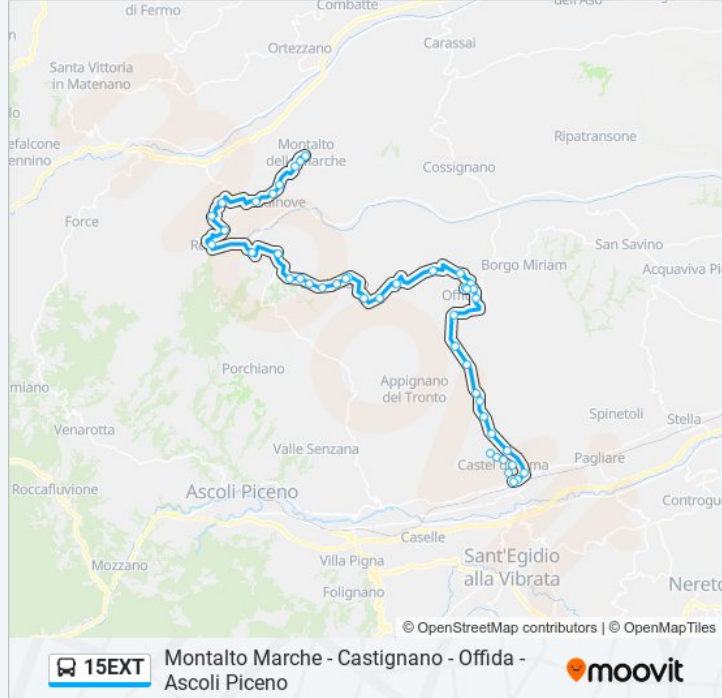 di Fermo
dell'Aso
Combatte
Ortezzano
Carassai
Santa Vittoria
in Matenano
Montalto
delle Marche
Ripatransone
Cossignano
Force
San Savino
Borgo Miriam
Acquaviva Pi
Offida
Porchiano
Appignano
del Tronto
Spinetoli
Stella
Venarotta
Valle Senzana
Castel di Lama
Pagliare
Roccafluvione
Ascoli Piceno
Controgu
Caselle
Mozzano
Villa Pigna
Sant'Egidio
alla Vibrata
Folignano
Nereto
© OpenStreetMap contributors | © OpenMapTiles
15EXT
Montalto Marche - Castignano - Offida -
Ascoli Piceno
moovit